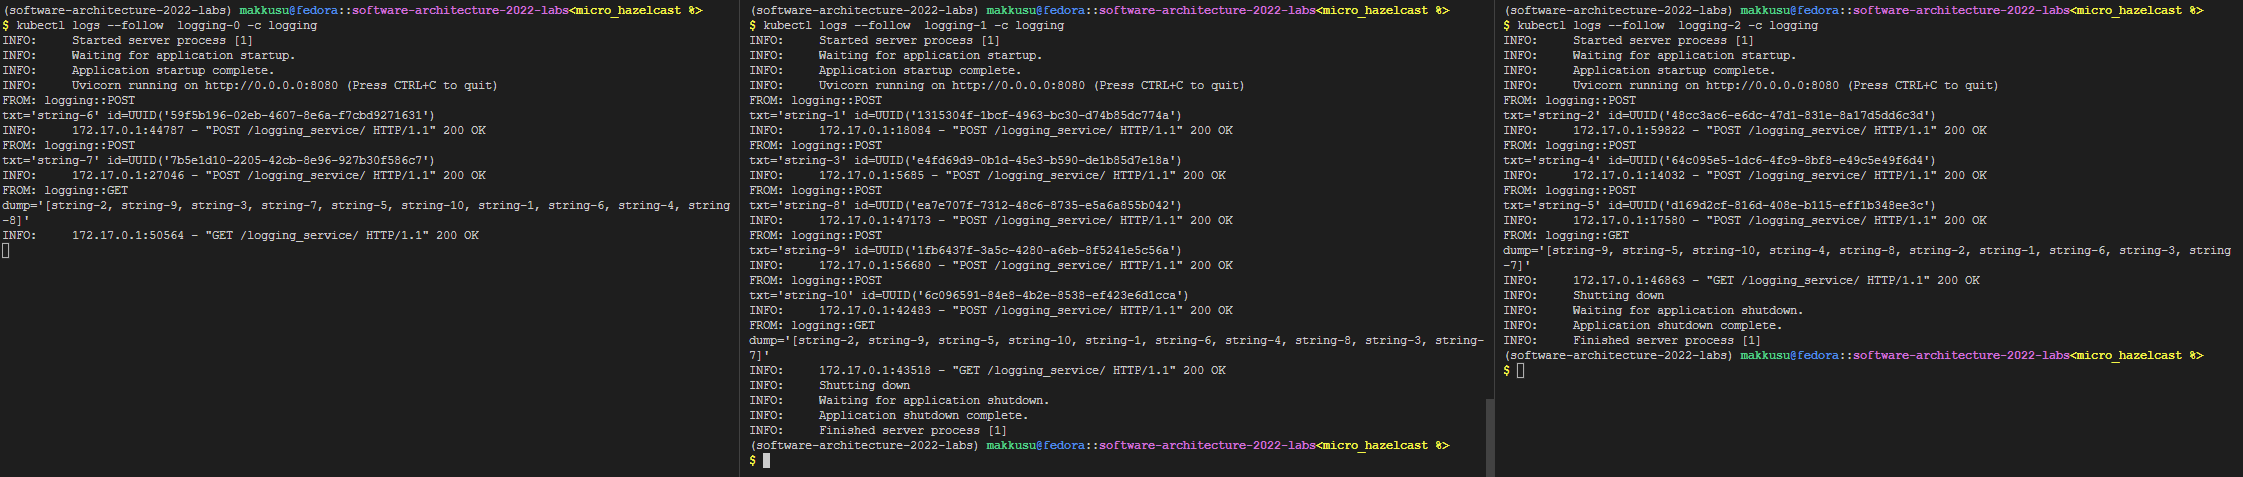 (software-architecture-2022-labs) makkusu@fedora::software-architecture-2022-labs<micro_hazelcast %>
$ kubectl logs --follow  logging-0 -c logging
INFO:     Started server process [1]
INFO:     Waiting for application startup.
INFO:     Application startup complete.
INFO:     Uvicorn running on http://0.0.0.0:8080 (Press CTRL+C to quit)
FROM: logging::POST
txt='string-6' id=UUID('59f5b196-02eb-4607-8e6a-f7cbd9271631')
INFO:     172.17.0.1:44787 - "POST /logging_service/ HTTP/1.1" 200 OK
FROM: logging::POST
txt='string-7' id=UUID('7b5e1d10-2205-42cb-8e96-927b30f586c7')
INFO:     172.17.0.1:27046 - "POST /logging_service/ HTTP/1.1" 200 OK
FROM: logging::GET
dump='[string-2, string-9, string-3, string-7, string-5, string-10, string-1, string-6, string-4, string
-8]'
INFO:     172.17.0.1:50564 - "GET /logging_service/ HTTP/1.1" 200 OK
(software-architecture-2022-labs) makkusu@fedora::software-architecture-2022-labs<micro_hazelcast %>
$ kubectl logs --follow  logging-1 -c logging
INFO:     Started server process [1]
INFO:     Waiting for application startup.
INFO:     Application startup complete.
INFO:     Uvicorn running on http://0.0.0.0:8080 (Press CTRL+C to quit)
FROM: logging::POST
txt='string-1' id=UUID('1315304f-1bcf-4963-bc30-d74b85dc774a')
INFO:     172.17.0.1:18084 - "POST /logging_service/ HTTP/1.1" 200 OK
FROM: logging::POST
txt='string-3' id=UUID('e4fd69d9-0b1d-45e3-b590-de1b85d7e18a')
INFO:     172.17.0.1:5685 - "POST /logging_service/ HTTP/1.1" 200 OK
FROM: logging::POST
txt='string-8' id=UUID('ea7e707f-7312-48c6-8735-e5a6a855b042')
INFO:     172.17.0.1:47173 - "POST /logging_service/ HTTP/1.1" 200 OK
FROM: logging::POST
txt='string-9' id=UUID('1fb6437f-3a5c-4280-a6eb-8f5241e5c56a')
INFO:     172.17.0.1:56680 - "POST /logging_service/ HTTP/1.1" 200 OK
FROM: logging::POST
txt='string-10' id=UUID('6c096591-84e8-4b2e-8538-ef423e6d1cca')
INFO:     172.17.0.1:42483 - "POST /logging_service/ HTTP/1.1" 200 OK
FROM: logging::GET
dump='[string-2, string-9, string-5, string-10, string-1, string-6, string-4, string-8, string-3, string-
7]'
INFO:     172.17.0.1:43518 - "GET /logging_service/ HTTP/1.1" 200 OK
INFO:     Shutting down
INFO:     Waiting for application shutdown.
INFO:     Application shutdown complete.
INFO:     Finished server process [1]
(software-architecture-2022-labs) makkusu@fedora::software-architecture-2022-labs<micro_hazelcast %>
$
(software-architecture-2022-labs) makkusu@fedora::software-architecture-2022-labs<micro_hazelcast %>
$ kubectl logs --follow  logging-2 -c logging
INFO:     Started server process [1]
INFO:     Waiting for application startup.
INFO:     Application startup complete.
INFO:     Uvicorn running on http://0.0.0.0:8080 (Press CTRL+C to quit)
FROM: logging::POST
txt='string-2' id=UUID('48cc3ac6-e6dc-47d1-831e-8a17d5dd6c3d')
INFO:     172.17.0.1:59822 - "POST /logging_service/ HTTP/1.1" 200 OK
FROM: logging::POST
txt='string-4' id=UUID('64c095e5-1dc6-4fc9-8bf8-e49c5e49f6d4')
INFO:     172.17.0.1:14032 - "POST /logging_service/ HTTP/1.1" 200 OK
FROM: logging::POST
txt='string-5' id=UUID('d169d2cf-816d-408e-b115-eff1b348ee3c')
INFO:     172.17.0.1:17580 - "POST /logging_service/ HTTP/1.1" 200 OK
FROM: logging::GET
dump='[string-9, string-5, string-10, string-4, string-8, string-2, string-1, string-6, string-3, string
-7]'
INFO:     172.17.0.1:46863 - "GET /logging_service/ HTTP/1.1" 200 OK
INFO:     Shutting down
INFO:     Waiting for application shutdown.
INFO:     Application shutdown complete.
INFO:     Finished server process [1]
(software-architecture-2022-labs) makkusu@fedora::software-architecture-2022-labs<micro_hazelcast %>
$